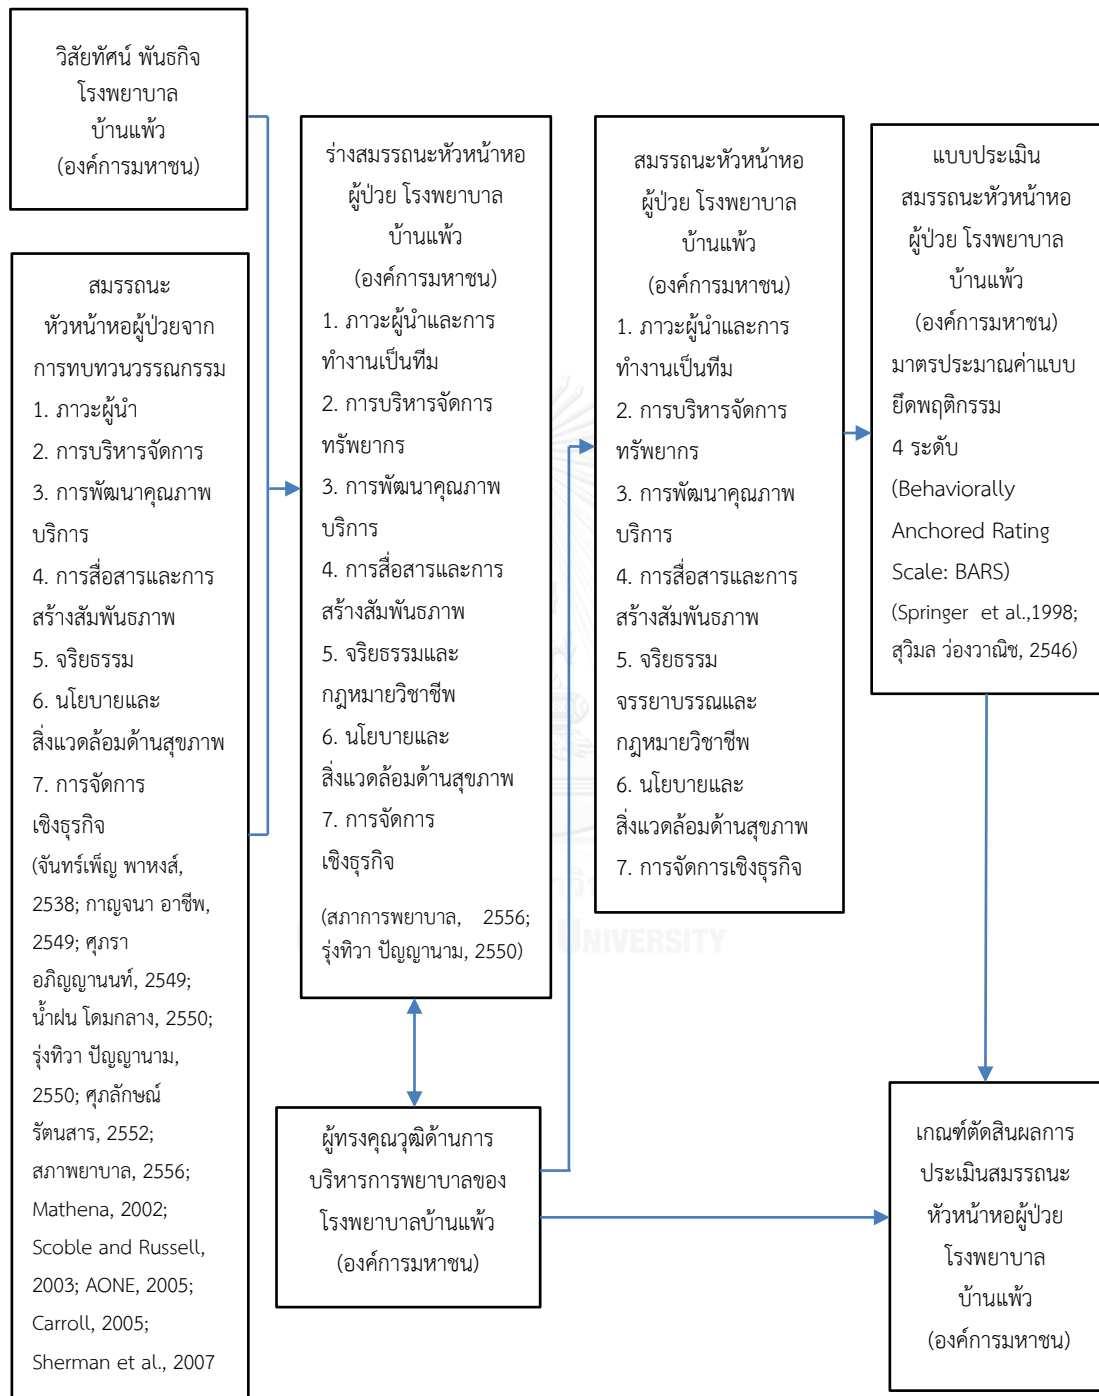 วิสัยทัศน์ พันธกิจ
โรงพยาบาล
บ้านแพ้ว
(องค์การมหาชน)
สมรรถนะ
หัวหน้าหอผู้ป่วยจาก
การทบทวนวรรณกรรม
1. ภาวะผู้นำ
2. การบริหารจัดการ
3. การพัฒนาคุณภาพ
บริการ
4. การสื่อสารและการ
สร้างสัมพันธภาพ
5. จริยธรรม
6. นโยบายและ
สิ่งแวดล้อมด้านสุขภาพ
7. การจัดการ
เชิงธุรกิจ
(จันทร์เพ็ญ พาหงส์,
2538; กาญจนา อาชีพ,
2549; ศุภรา
อภิญญานนท์, 2549;
น้ำฝน โดมกลาง, 2550;
รุ่งทิวา ปัญญานาม,
2550; ศุภลักษณ์
รัตนสาร, 2552;
สภาพยาบาล, 2556;
Mathena, 2002;
Scoble and Russell,
2003; AONE, 2005;
Carroll, 2005;
Sherman et al., 2007
ร่างสมรรถนะหัวหน้าหอ
ผู้ป่วย โรงพยาบาล
บ้านแพ้ว
(องค์การมหาชน)
1. ภาวะผู้นำและการ
ทำงานเป็นทีม
2. การบริหารจัดการ
ทรัพยากร
3. การพัฒนาคุณภาพ
บริการ
4. การสื่อสารและการ
สร้างสัมพันธภาพ
5. จริยธรรมและ
กฎหมายวิชาชีพ
6. นโยบายและ
สิ่งแวดล้อมด้านสุขภาพ
7. การจัดการ
เชิงธุรกิจ
(สภาการพยาบาล, 2556;
รุ่งทิวา ปัญญานาม, 2550)
ผู้ทรงคุณวุฒิด้านการ
บริหารการพยาบาลของ
โรงพยาบาลบ้านแพ้ว
(องค์การมหาชน)
สมรรถนะหัวหน้าหอ
ผู้ป่วย โรงพยาบาล
บ้านแพ้ว
(องค์การมหาชน)
1. ภาวะผู้นำและการ
ทำงานเป็นทีม
2. การบริหารจัดการ
ทรัพยากร
3. การพัฒนาคุณภาพ
บริการ
4. การสื่อสารและการ
สร้างสัมพันธภาพ
5. จริยธรรม
จรรยาบรรณและ
กฎหมายวิชาชีพ
6. นโยบายและ
สิ่งแวดล้อมด้านสุขภาพ
7. การจัดการเชิงธุรกิจ
UNIVERSITY
แบบประเมิน
สมรรถนะหัวหน้าหอ
ผู้ป่วย โรงพยาบาล
บ้านแพ้ว
(องค์การมหาชน)
มาตรประมาณค่าแบบ
ยึดพฤติกรรม
4 ระดับ
(Behaviorally
Anchored Rating
Scale: BARS)
(Springer et al.,1998;
สุวิมล ว่องวาณิช, 2546)
เกณฑ์ตัดสินผลการ
ประเมินสมรรถนะ
หัวหน้าหอผู้ป่วย
โรงพยาบาล
บ้านแพ้ว
(องค์การมหาชน)